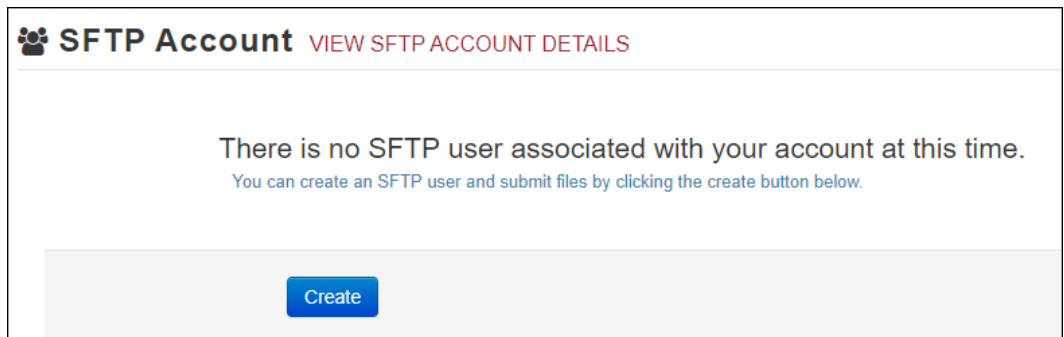 SFTP Account VIEW SFTP ACCOUNT DETAILS
There is no SFTP user associated with your account at this time.
You can create an SFTP user and submit files by clicking the create button below.
Create